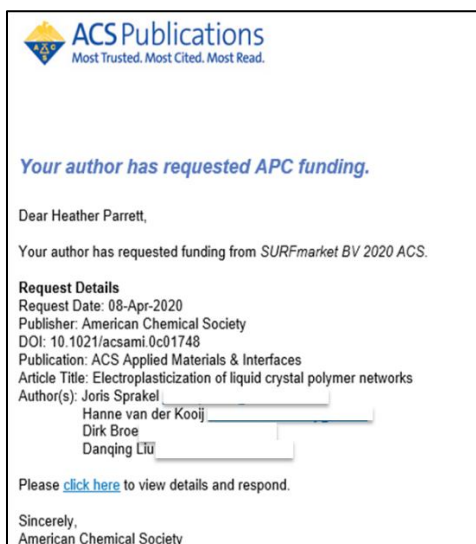 ACS Publications
Most Trusted. Most Cited. Most Read.
Your author has requested APC funding.
Dear Heather Parrett,
Your author has requested funding from SURFmarket BV 2020 ACS.
Request Details
Request Date: 08-Apr-2020
Publisher: American Chemical Society
DOI: 10.1021/acsami.0c01748
Publication: ACS Applied Materials & Interfaces
Article Title: Electroplasticization of liquid crystal polymer networks
Author(s): Joris Sprakel
Hanne van der Kooij
Dirk Broe
Danqing Liu
Please click here to view details and respond.
Sincerely,
American Chemical Society